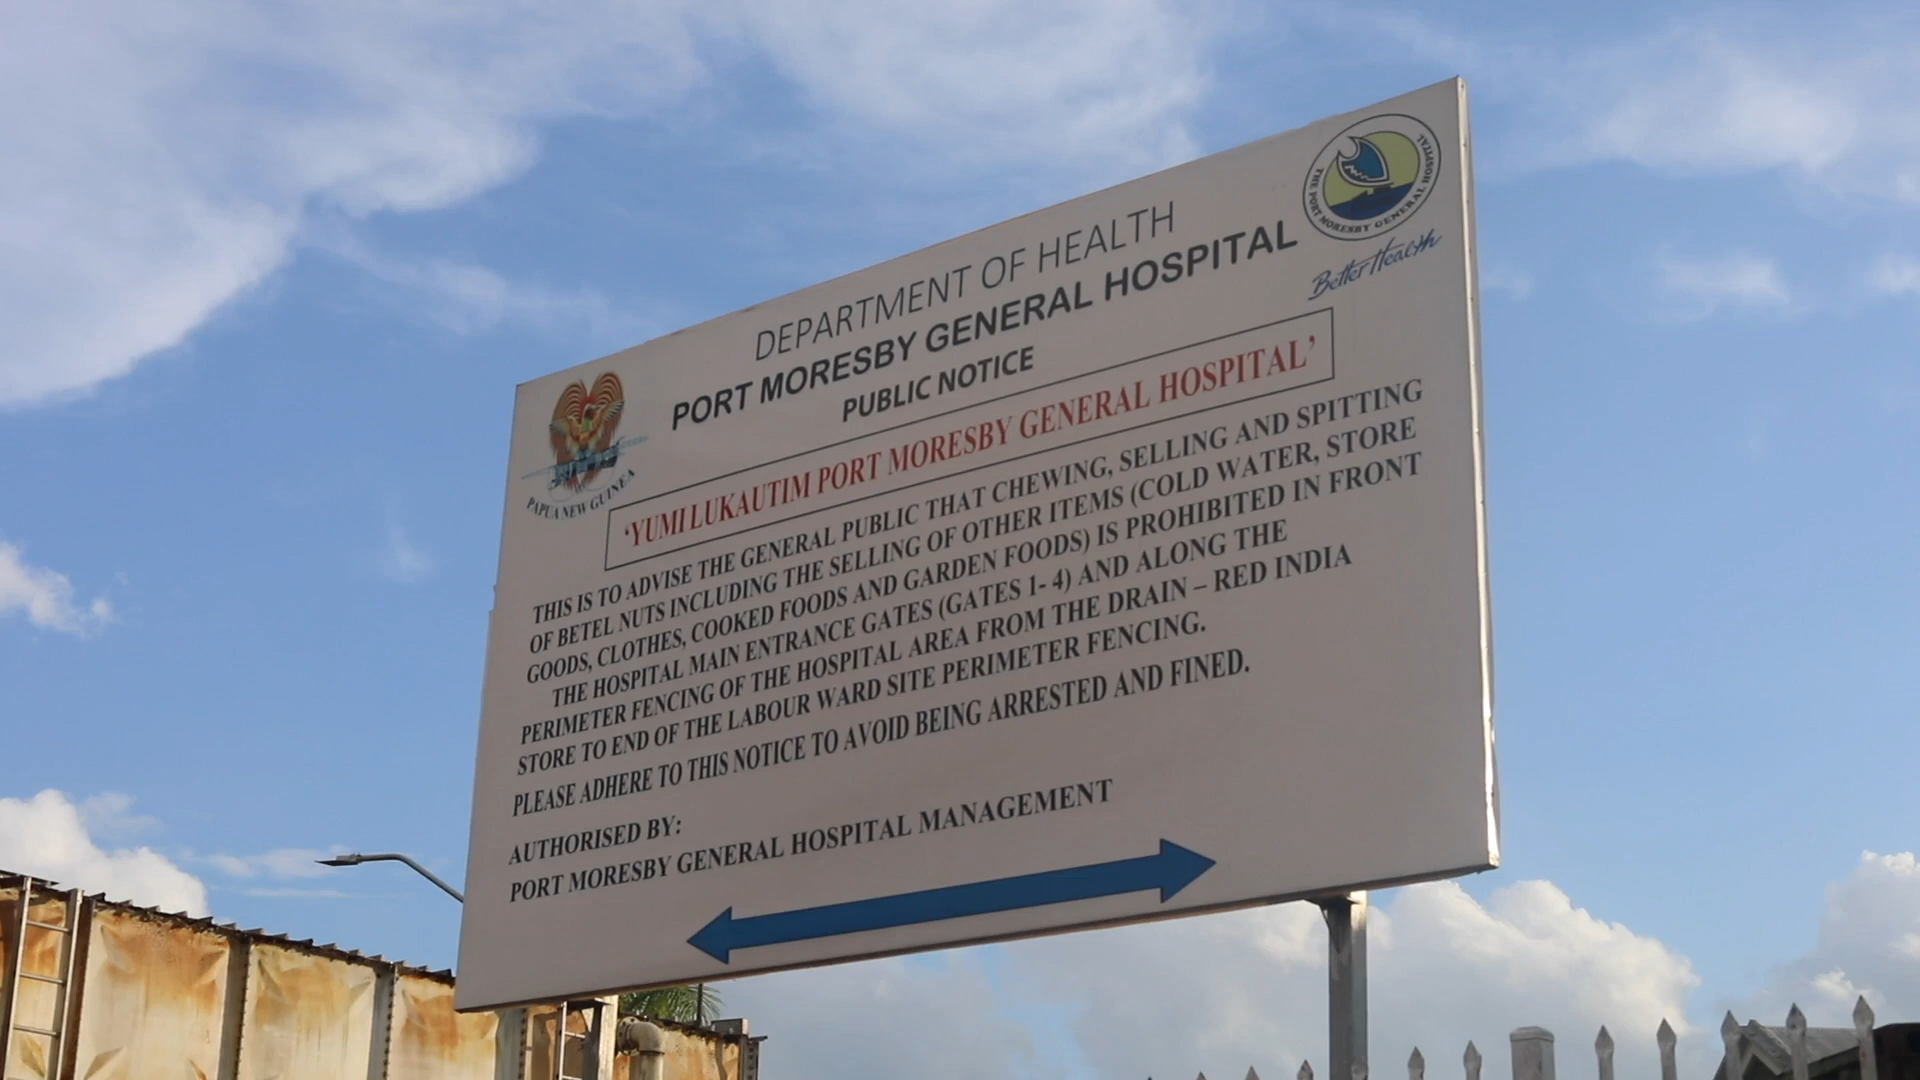 DEPARTMENT OF HEALTH
PORT MORESBY GENERAL HOSPITAL
PUBLIC NOTICE
THE PORT MORESBY GENERAL HOSPITAL
Better Health
PAPUA NEW GUINEA
'YUMI LUKAUTIM PORT MORESBY GENERAL HOSPITAL'
THIS IS TO ADVISE THE GENERAL PUBLIC THAT CHEWING, SELLING AND SPITTING
OF BETEL NUTS INCLUDING THE SELLING OF OTHER ITEMS (COLD WATER, STORE
GOODS, CLOTHES, COOKED FOODS AND GARDEN FOODS) IS PROHIBITED IN FRONT
THE HOSPITAL MAIN ENTRANCE GATES (GATES 1- 4) AND ALONG THE
PERIMETER FENCING OF THE HOSPITAL AREA FROM THE DRAIN – RED INDIA
STORE TO END OF THE LABOUR WARD SITE PERIMETER FENCING.
PLEASE ADHERE TO THIS NOTICE TO AVOID BEING ARRESTED AND FINED.
AUTHORISED BY:
PORT MORESBY GENERAL HOSPITAL MANAGEMENT